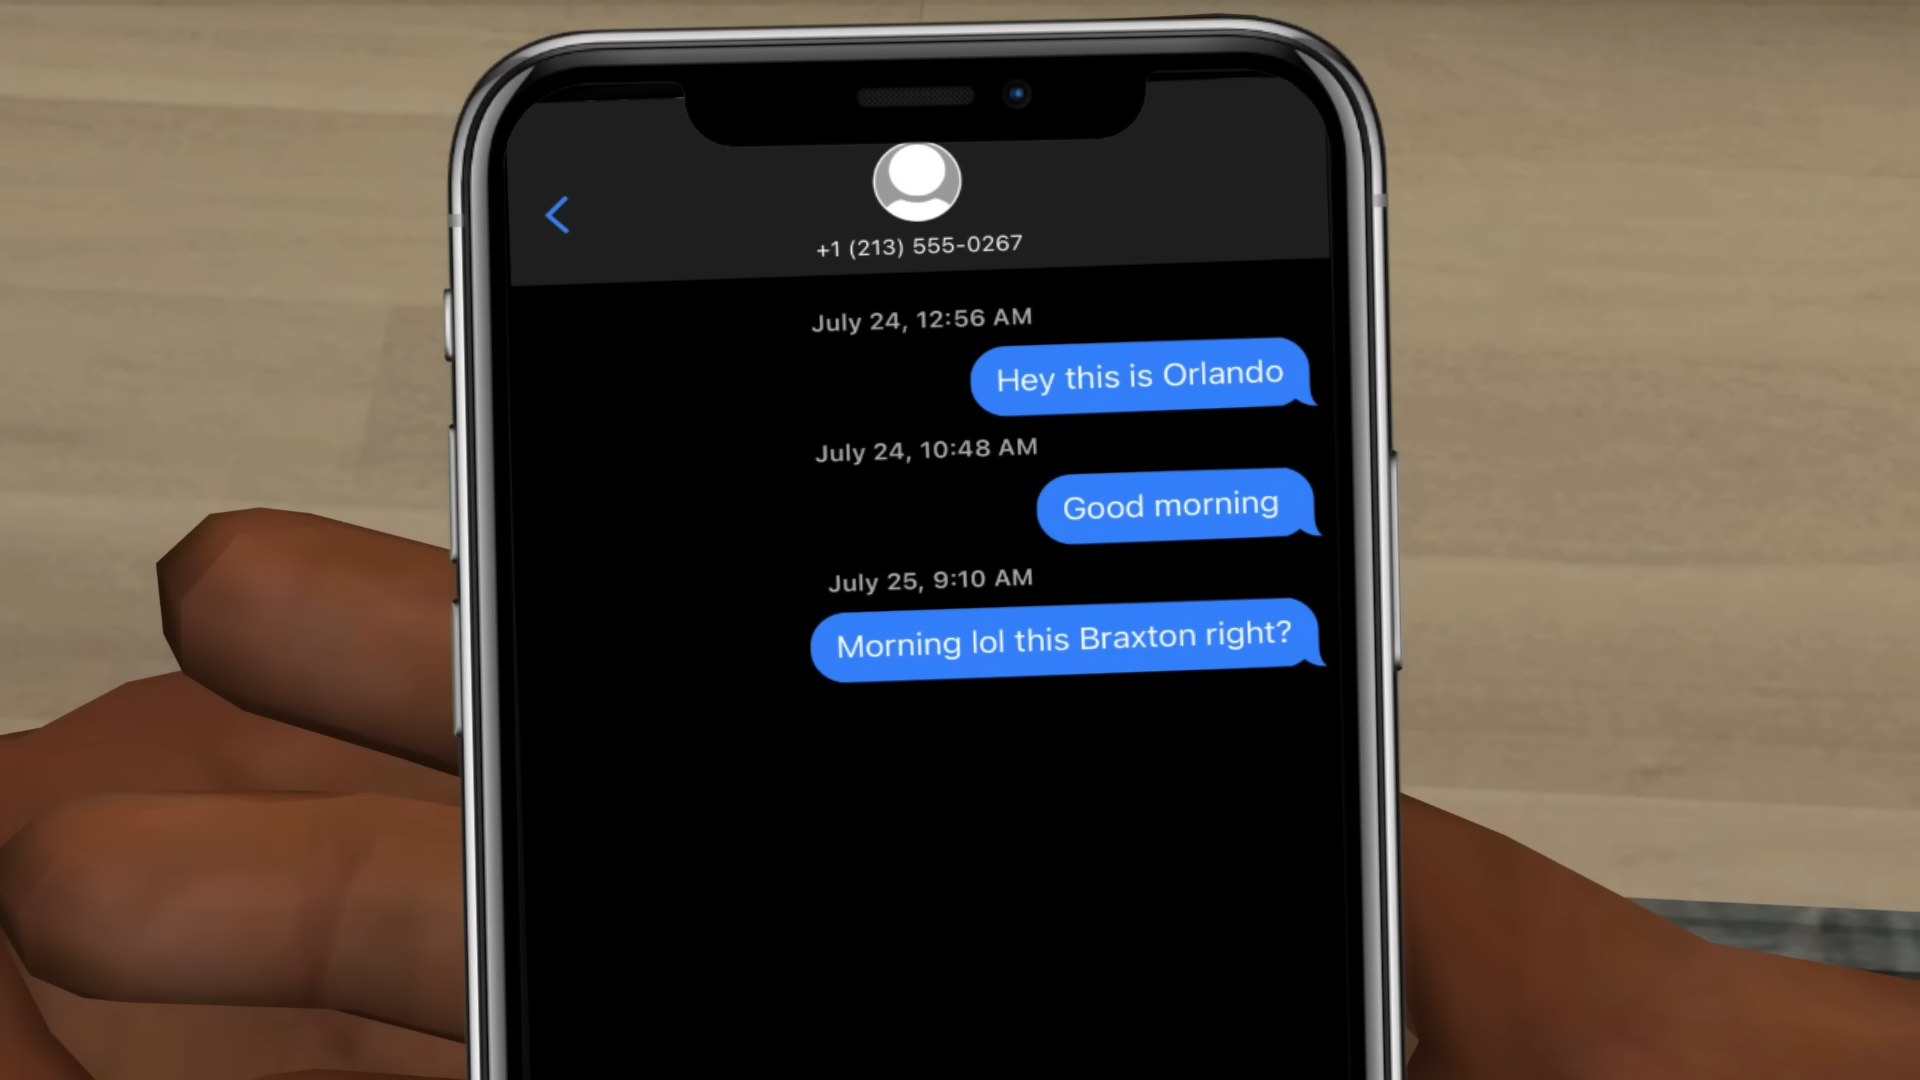 +1 (213) 555-0267
July 24, 12:56 AM
Hey this is Orlando
July 24, 10:48 AM
Good morning
July 25, 9:10 AM
Morning lol this Braxton right?